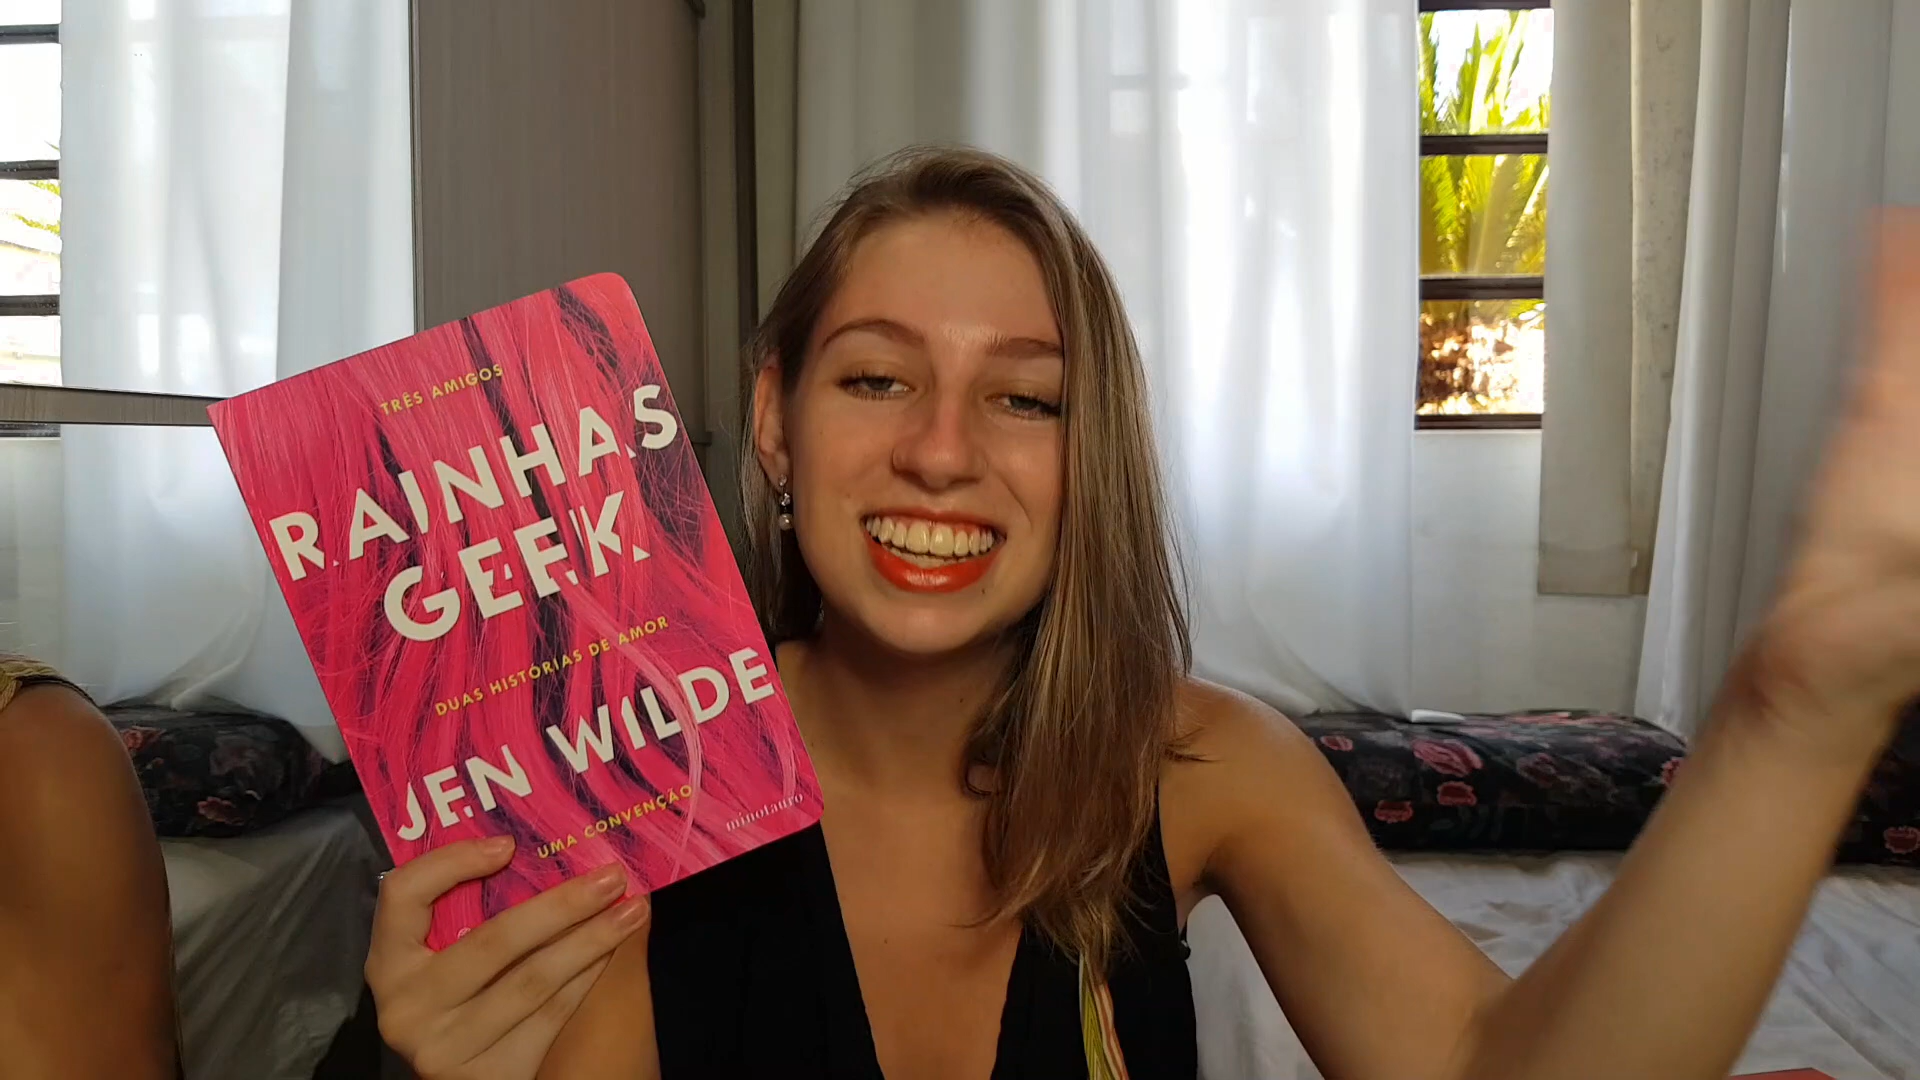 TRÊS AMIGOS
RAINHAS
GEEK
DUAS HISTÓRIAS DE AMOR
JEN WILDE
UMA CONVENÇÃO
minotauro